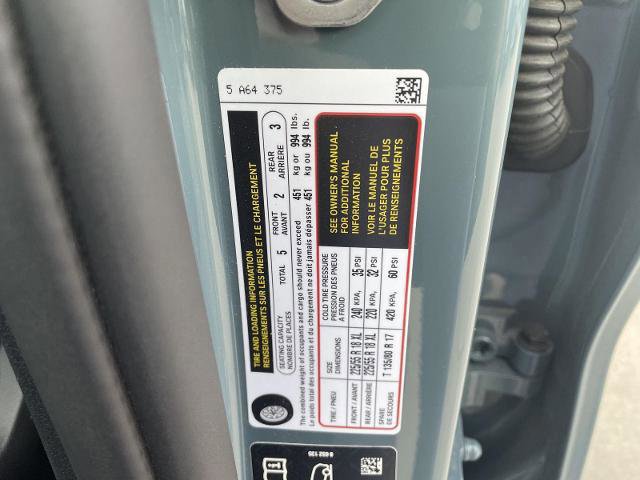 5 A64 375
TIRE AND LOADING INFORMATION
RENSEIGNEMENTS SUR LES PNEUS ET LE CHARGEMENT
SEATING CAPACITY TOTAL 5 FRONT 2 REAR 3
NOMBRE DE PLACES AVANT ARRIÈRE
The combined weight of occupants and cargo should never exceed 451 kg or 994 lbs.
Le poids total des occupants et du chargement ne doit jamais dépasser 451 kg ou 994 lb.
TIRE / PNEU SIZE DIMENSIONS COLD TIRE PRESSURE PRESSION DES PNEUS A FROID
FRONT / AVANT 225/55 R 18 XL 240 KPA, 35 PSI
REAR / ARRIÈRE 225/55 R 18 XL 220 KPA, 32 PSI
SPARE DE SECOURS T 135/80 R 17 420 KPA, 60 PSI
SEE OWNER'S MANUAL
FOR ADDITIONAL
INFORMATION
VOIR LE MANUEL DE
L'USAGER POUR PLUS
DE RENSEIGNEMENTS